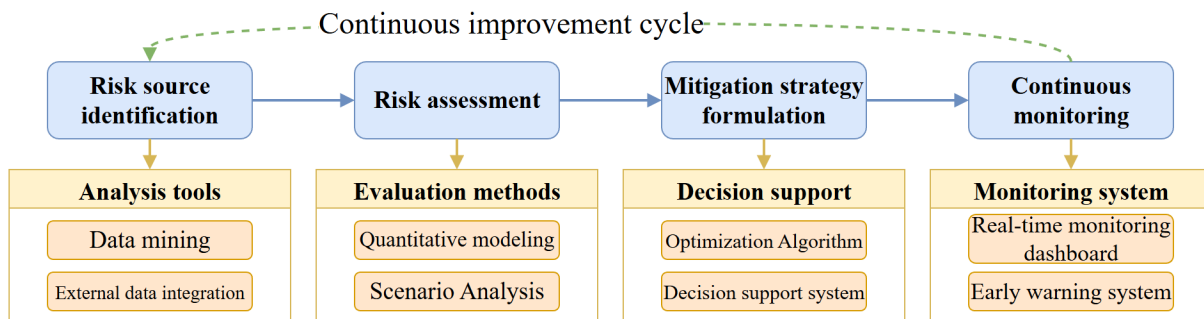 Continuous improvement cycle
Risk source
identification
Risk assessment
Mitigation strategy
formulation
Continuous
monitoring
Analysis tools
Data mining
External data integration
Evaluation methods
Quantitative modeling
Scenario Analysis
Decision support
Optimization Algorithm
Decision support system
Monitoring system
Real-time monitoring
dashboard
Early warning system